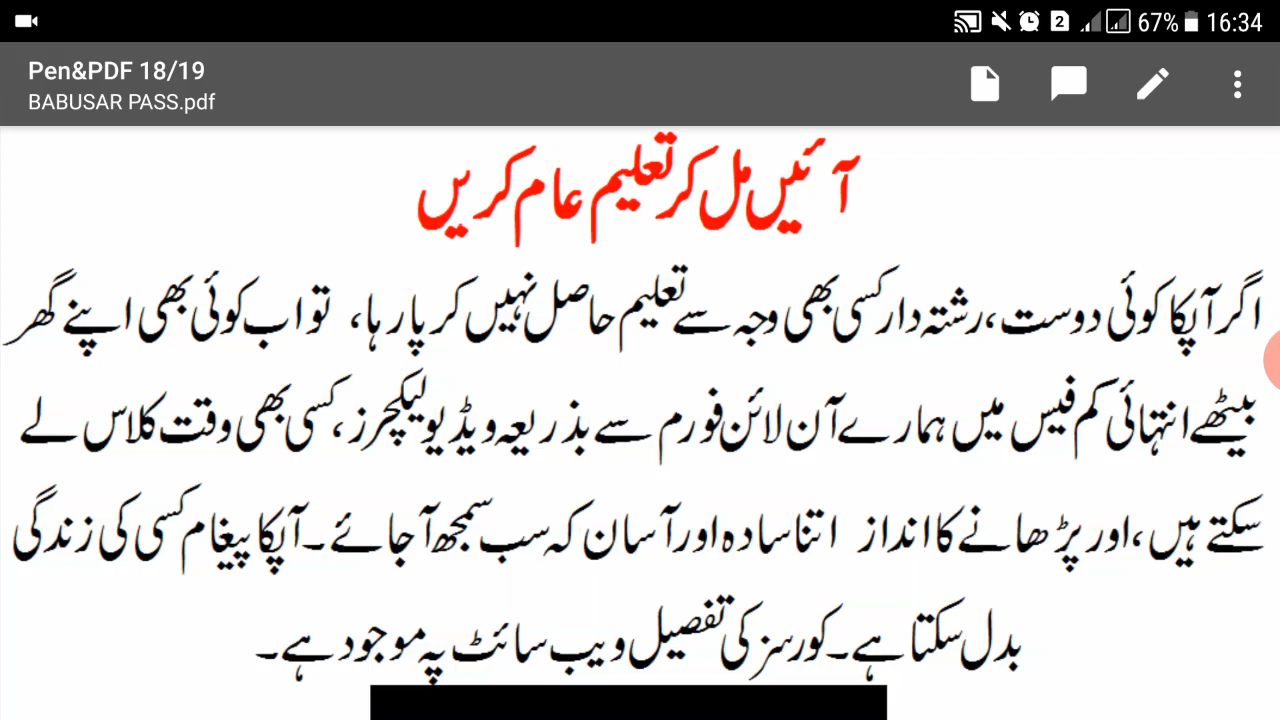 2 67% 16:34
Pen&PDF 18/19
BABUSAR PASS.pdf
آئیں مل کر تعلیم عام کریں
اگر آپکا کوئی دوست، رشتہ دار کسی بھی وجہ سے تعلیم حاصل نہیں کر پا رہا، تو اب کوئی بھی اپنے گھر
بیٹھے انتہائی کم فیس میں ہمارے آن لائن فورم سے بذریعہ ویڈیو لیکچرز، کسی بھی وقت کلاس لے
سکتے ہیں، اور پڑھانے کا انداز اتنا سادہ اور آسان کہ سب سمجھ آ جائے۔ آپکا پیغام کسی کی زندگی
بدل سکتا ہے۔ کورسز کی تفصیل ویب سائٹ پہ موجود ہے۔